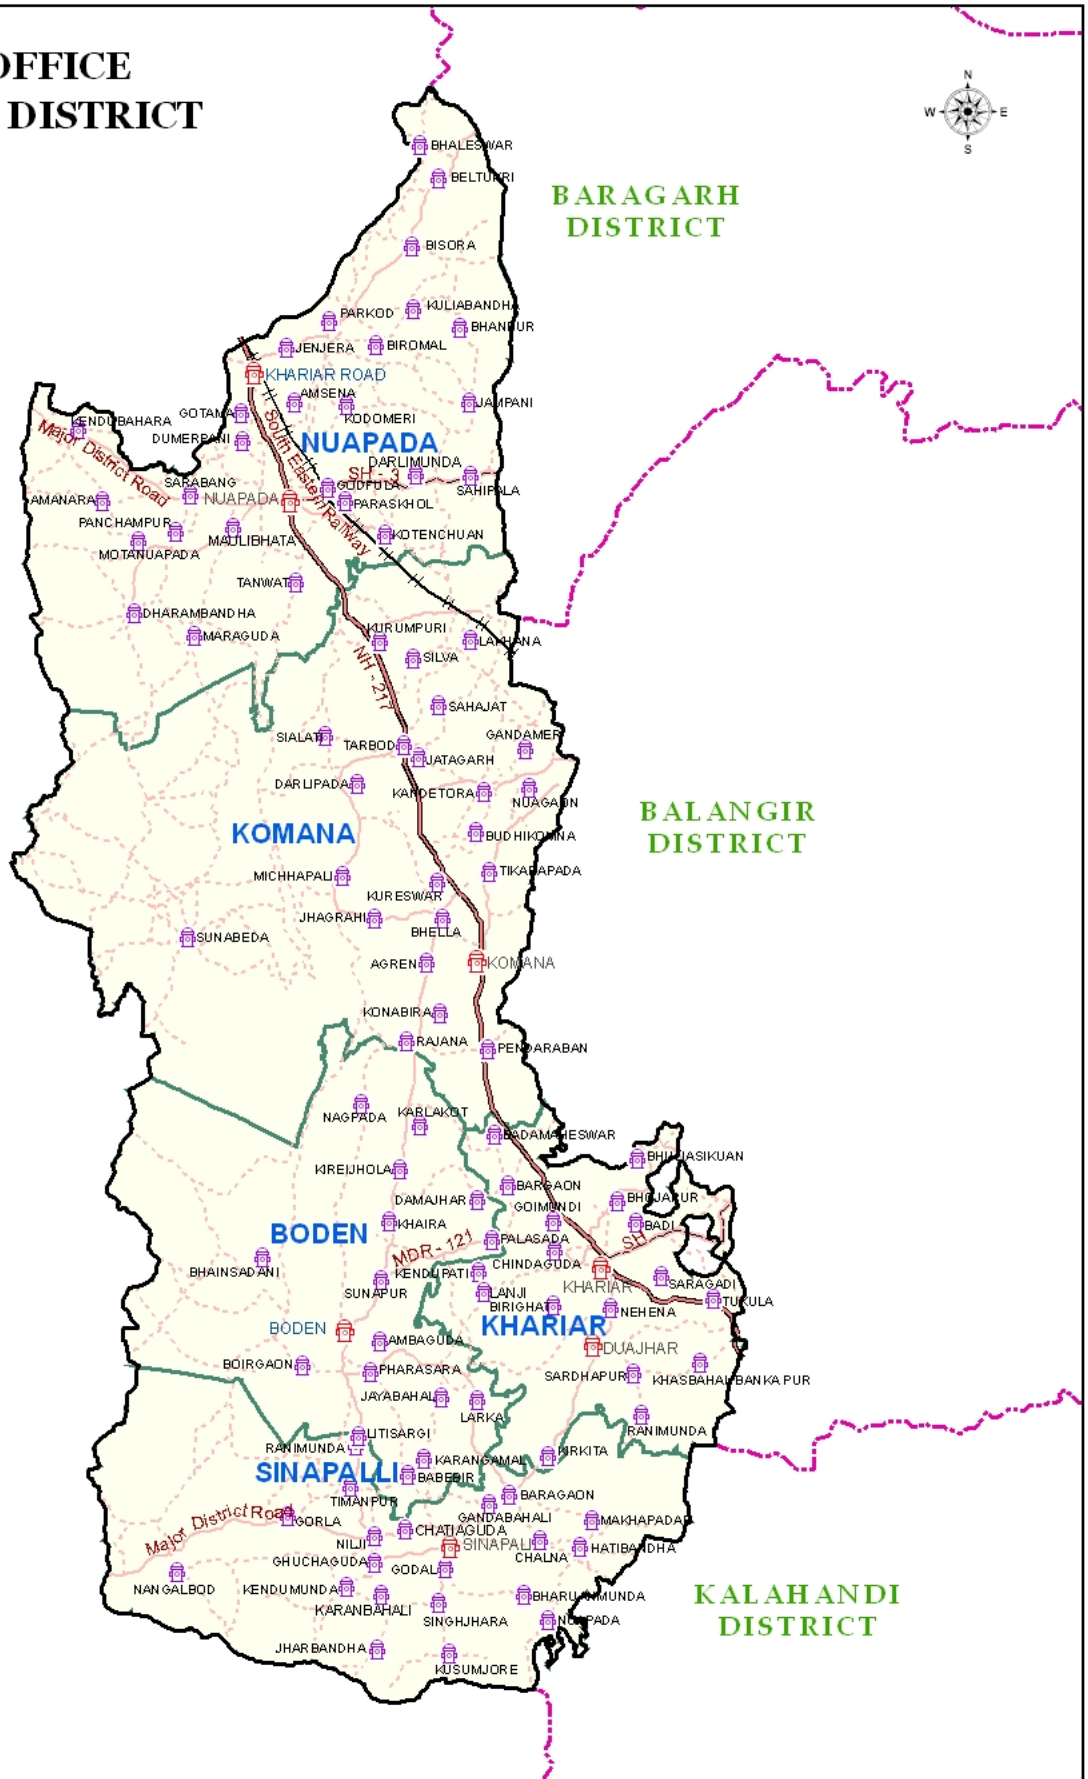 OFFICE
DISTRICT
N
W
E
S
BHALESWAR
BELTUKRI
BARAGARH
DISTRICT
BISORA
KULIABANDHA
PARKOD
BHANPUR
JENJERA
BIROMAL
KHARIAR ROAD
AMSENA
JAMPANI
GOTAMA
KODOMERI
KENDUBAHARA
DUMERPANI
Major District Road
South Eastern Railway
NUAPADA
DARLIMUNDA
SH - 3
SARABANG
GODFULA
SAHIPALA
AMANARA
NUAPADA
PARASKHOL
PANCHAMPUR
KOTENCHUAN
MAULIBHATA
MOTANUAPADA
TANWAT
DHARAMBANDHA
KURUMPURI
MARAGUDA
LAKHANA
SILVA
NH - 217
SAHAJAT
SIALATI
TARBOD
GANDAMER
JATAGARH
DARLIPADA
KANDETORA
NUAGAON
BALANGIR
DISTRICT
KOMANA
BUDHIKOMNA
TIKARAPADA
MICHHAPALI
KURESWAR
JHAGRAHI
BHELLA
SUNABEDA
AGREN
KOMANA
KONABIRA
RAJANA
PENDARABAN
NAGPADA
KARLAKOT
BADAMAHESWAR
BHULIASIKUAN
KIREIJHOLA
BARGAON
DAMAJHAR
BHOJAPUR
GOIMUNDI
KHAIRA
BADI
BODEN
MDR - 121
PALASADA
SH
CHINDAGUDA
BHAINSADANI
KENDUPATI
SUNAPUR
KHARIAR
SARAGADI
LANJI
TUKULA
BIRIGHAT
NEHENA
BODEN
KHARIAR
AMBAGUDA
DUAJHAR
BOIRGAON
PHARASARA
SARDHAPUR
KHASBAHAL
BANKAPUR
JAYABAHAL
LARKA
RANIMUNDA
LITISARGI
RANIMUNDA
KIRKITA
KARANGAMAL
SINAPALLI
BABEBIR
TIMANPUR
BARAGAON
GANDABAHALI
Major District Road
GORLA
MAKHAPADAR
CHATIAGUDA
NILJI
SINAPALI
HATIBANDHA
CHALNA
GHUCHAGUDA
GODAL
NANGALBOD
KENDUMUNDA
BHARUANMUNDA
KARANBAHALI
SINGHJHARA
NUAPADA
KALAHANDI
DISTRICT
JHARBANDHA
KUSUMJORE